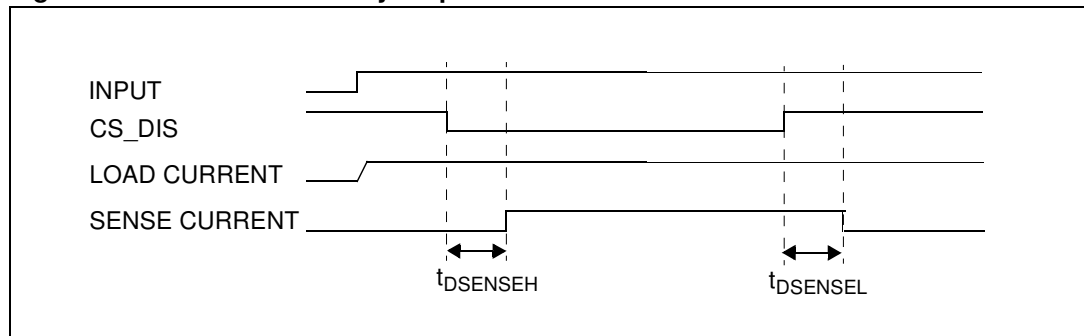 INPUT
CS_DIS
LOAD CURRENT
SENSE CURRENT
tDSENSEH
tDSENSEL